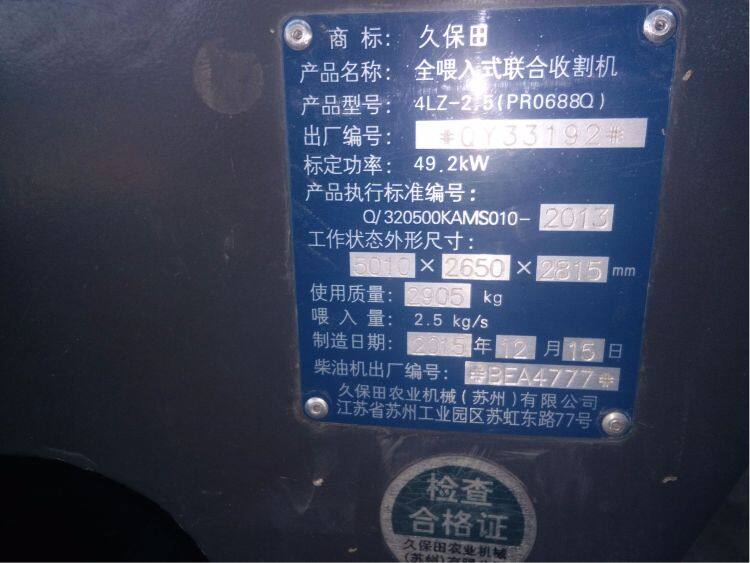 商 标: 久保田
产品名称: 全喂入式联合收割机
产品型号: 4LZ-2.5(PRO688Q)
出厂编号: *QY33192*
标定功率: 49.2kW
产品执行标准编号:
Q/320500KAMS010-2013
工作状态外形尺寸:
5010×2650×2815mm
使用质量: 2905 kg
喂 入 量: 2.5 kg/s
制造日期: 2015年12月15日
柴油机出厂编号: *BEA4777*
久保田农业机械(苏州)有限公司
江苏省苏州工业园区苏虹东路77号
检查
合格证
久保田农业机械